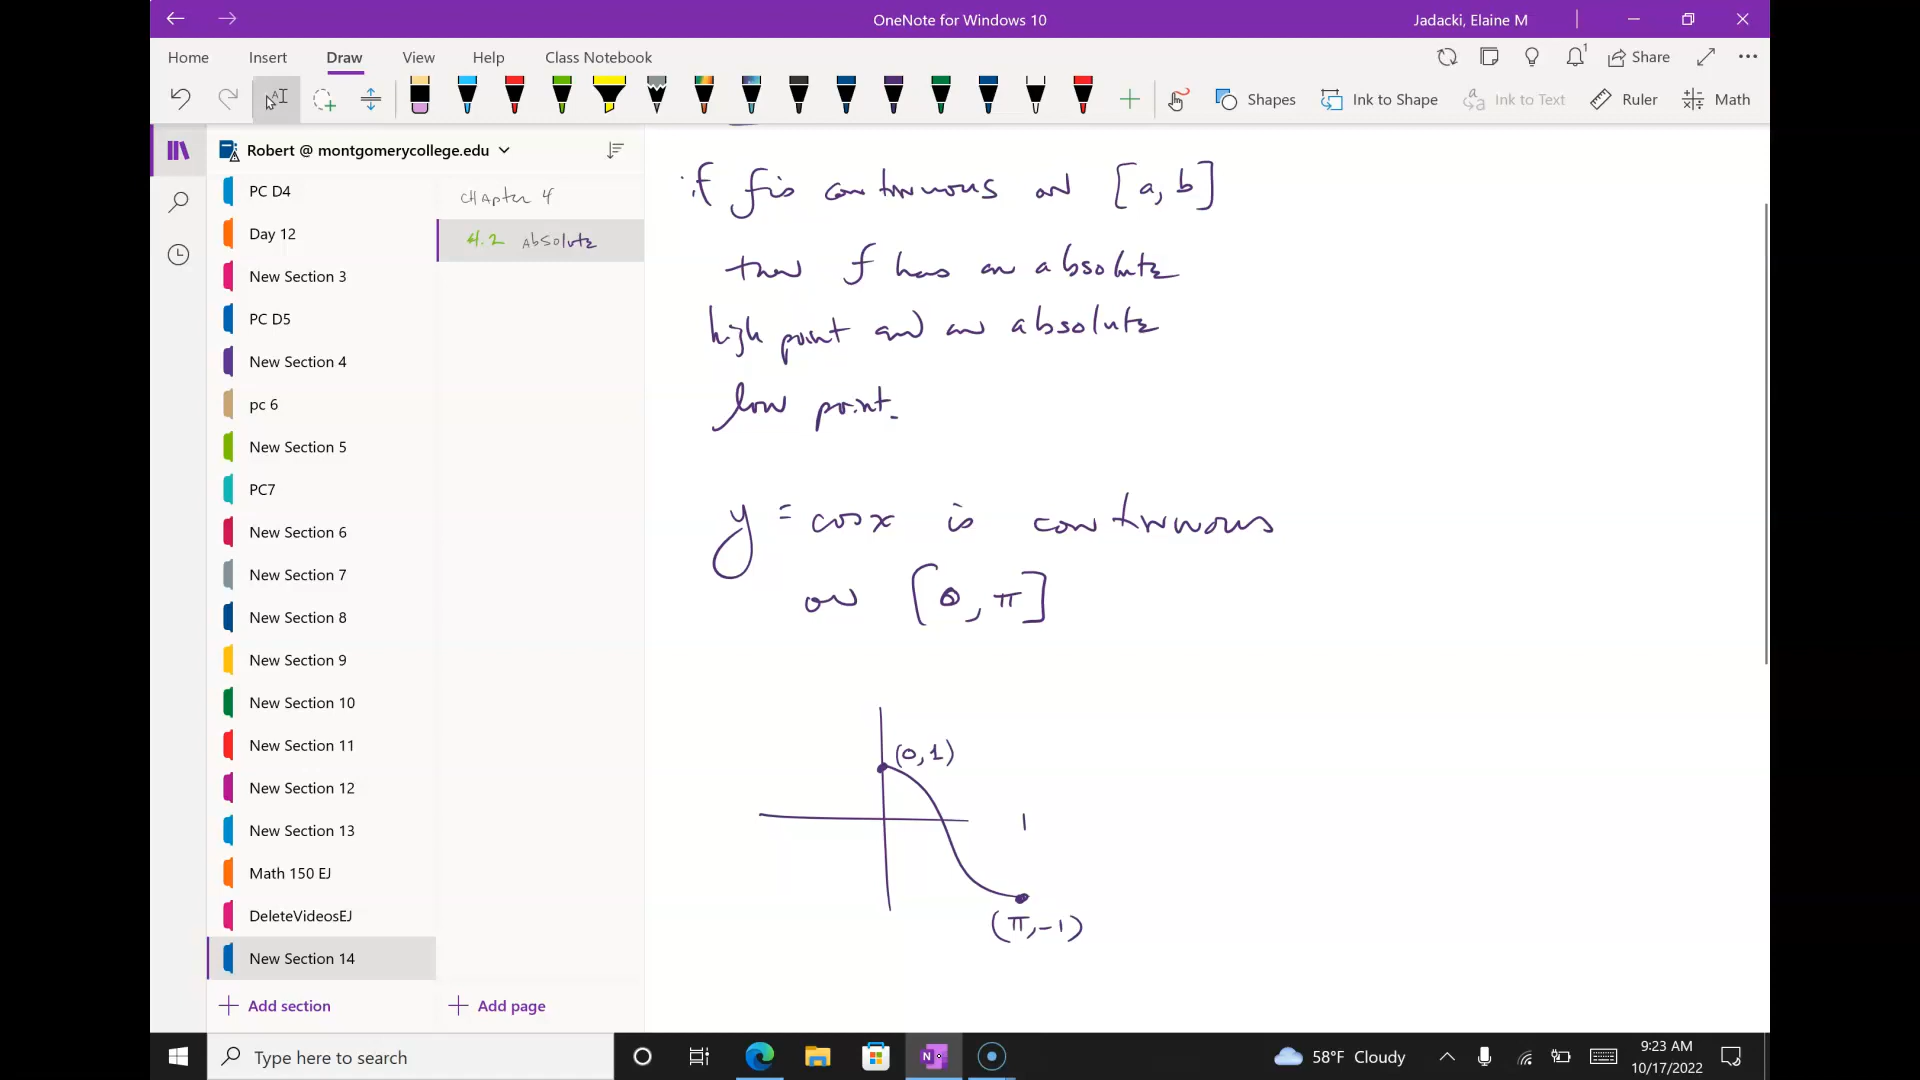 OneNote for Windows 10
Jadacki, Elaine M
Home
Insert
Draw
View
Help
Class Notebook
1
Share
Shapes
Ink to Shape
Ink to Text
Ruler
Math
Robert @ montgomerycollege.edu
PC D4
Day 12
New Section 3
PC D5
New Section 4
pc 6
New Section 5
PC7
New Section 6
New Section 7
New Section 8
New Section 9
New Section 10
New Section 11
New Section 12
New Section 13
Math 150 EJ
DeleteVideosEJ
New Section 14
Add section
CHApter 4
4.2 Absolute
Add page
if f is continuous on [a, b]
then f has an absolute
high point and an absolute
low point.
y = cos x is continuous
on [0, π]
(0, 1)
(π, -1)
Type here to search
58°F Cloudy
9:23 AM
10/17/2022